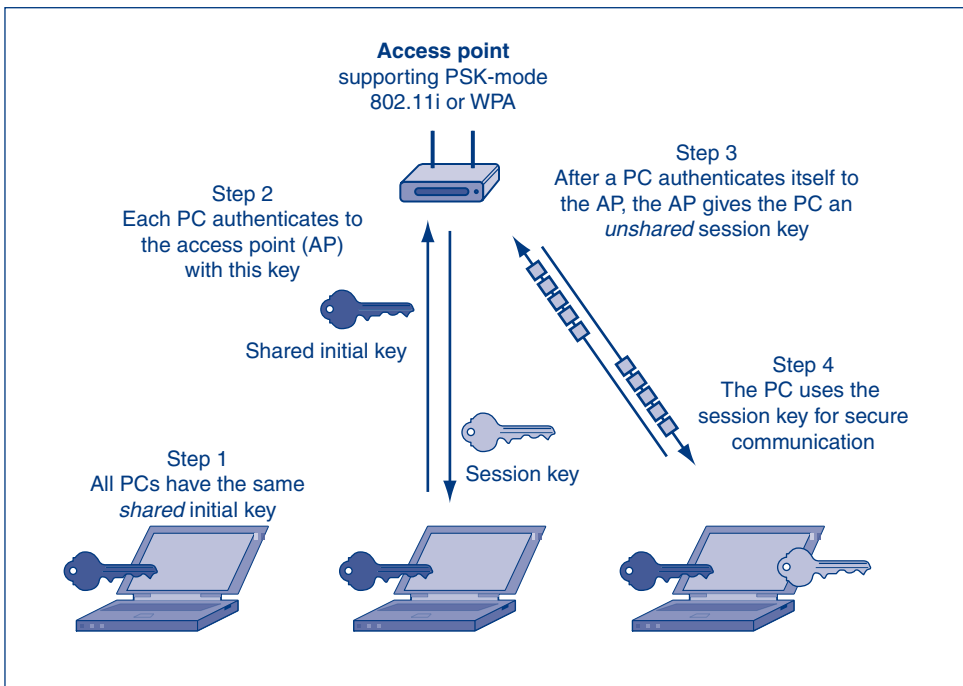 Access point
supporting PSK-mode
802.11i or WPA
Step 2
Each PC authenticates to
the access point (AP)
with this key
Shared initial key
Step 3
After a PC authenticates itself to
the AP, the AP gives the PC an
unshared session key
Step 4
The PC uses the
session key for secure
communication
Session key
Step 1
All PCs have the same
shared initial key